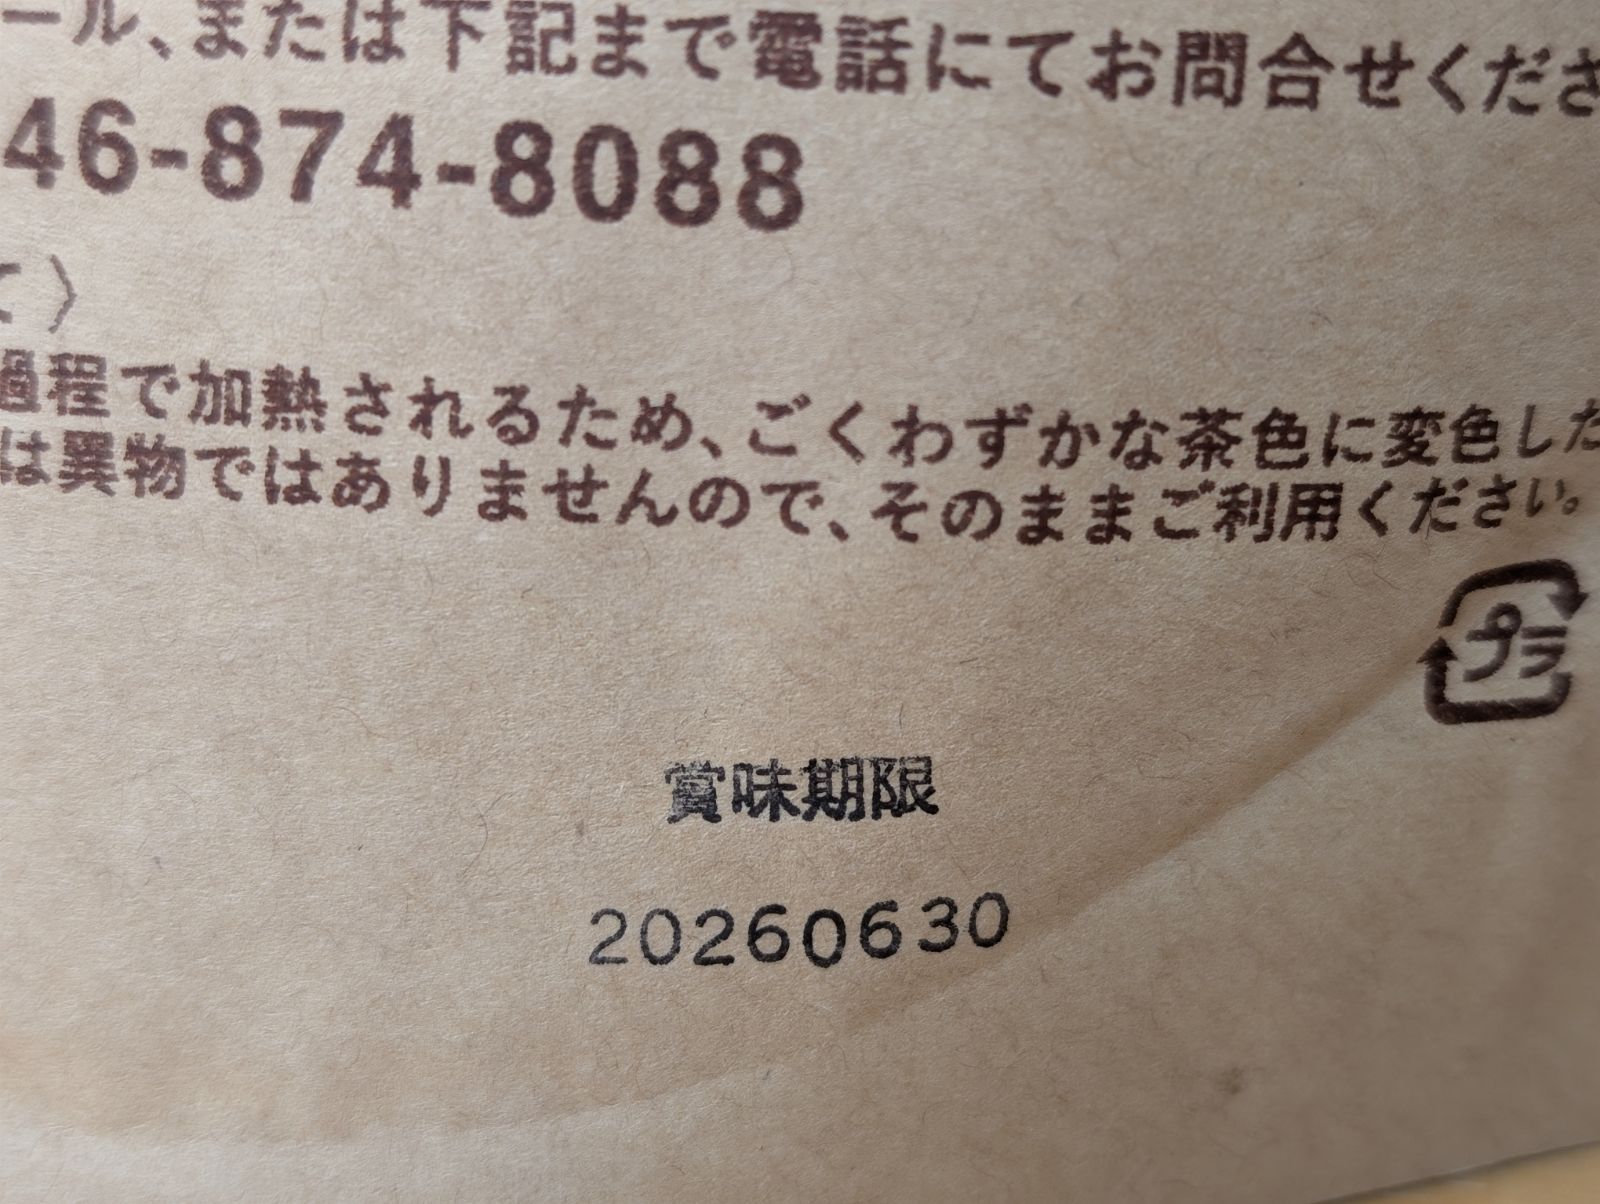 ール、または下記まで電話にてお問合せくださ
46-874-8088
て〉
過程で加熱されるため、ごくわずかな茶色に変色した
は異物ではありませんので、そのままご利用ください。
プラ
賞味期限
20260630